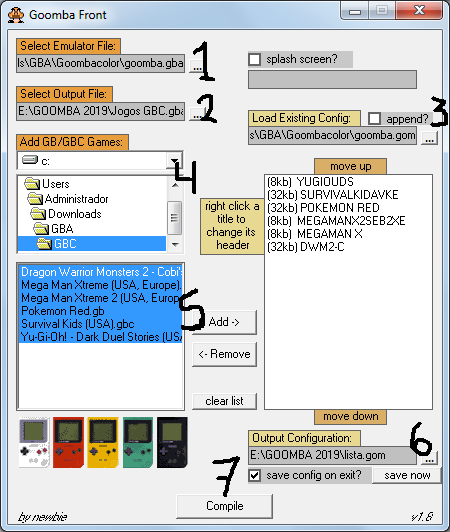 Goomba Front
Select Emulator File:
ls\GBA\Goombacolor\goomba.gba
...
1
splash screen?
Select Output File:
E:\GOOMBA 2019\Jogos GBC.gba
...
2
Load Existing Config:
append?
3
s\GBA\Goombacolor\goomba.gom
...
Add GB/GBC Games:
c:
4
Users
Administrador
Downloads
GBA
GBC
right click a
title to
change its
header
move up
(8kb) YUGIOUDS
(32kb) SURVIVALKIDAVKE
(32kb) POKEMON RED
(8kb) MEGAMANX2SEBZXE
(8kb) MEGAMAN X
(32kb) DWM2-C
Dragon Warrior Monsters 2 - Cobi's
Mega Man Xtreme (USA, Europe).
Mega Man Xtreme 2 (USA, Europ
Pokemon Red.gb
Survival Kids (USA).gbc
Yu-Gi-Oh! - Dark Duel Stories (USA
5
Add ->
<- Remove
clear list
move down
Output Configuration:
E:\GOOMBA 2019\lista.gom
...
6
save config on exit?
save now
7
Compile
by newbie
v1.8